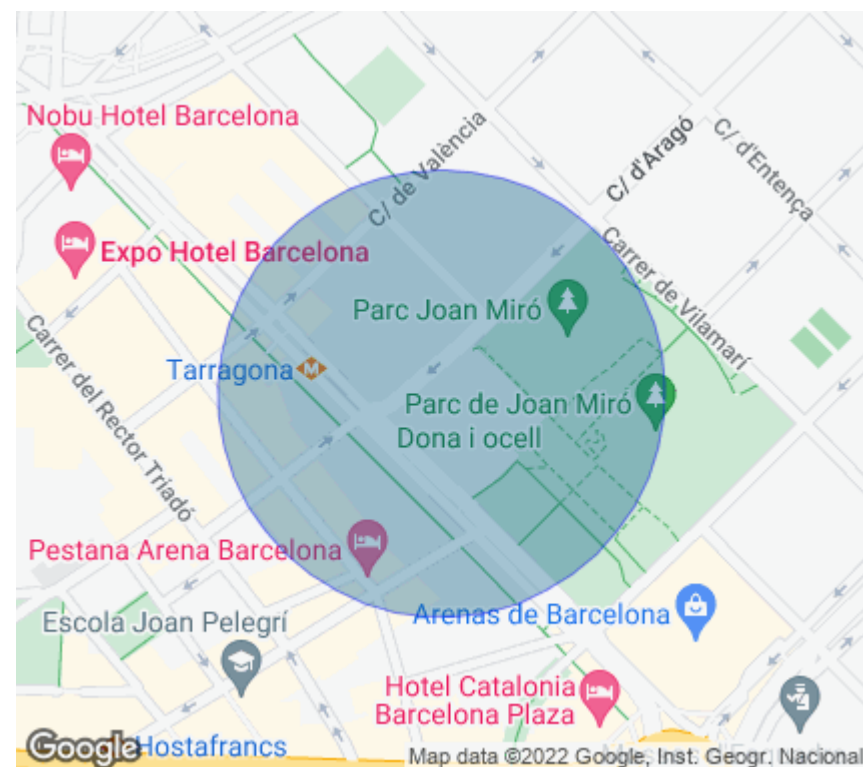 Nobu Hotel Barcelona
C/ de València
C/ d'Aragó
C/ d'Entença
Expo Hotel Barcelona
Carrer de Vilamarí
Parc Joan Miró
Tarragona
M
Carrer del Rector Triadó
Parc de Joan Miró
Dona i ocell
Pestana Arena Barcelona
Arenas de Barcelona
Escola Joan Pelegrí
Hotel Catalonia
Barcelona Plaza
Google
Hostafrancs
Map data ©2022 Google, Inst. Geogr. Nacional